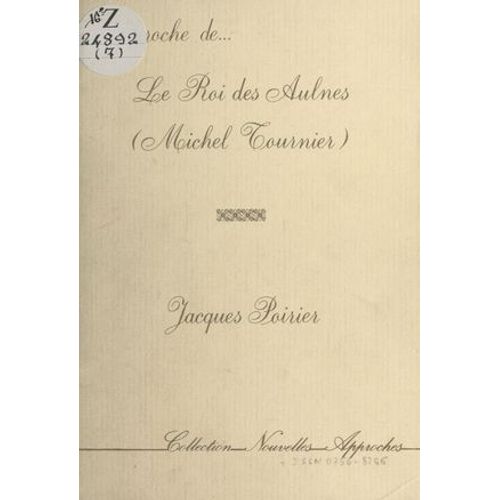 16° Z
24892
(7)
roche de...
Le Roi des Aulnes
(Michel Tournier)
Jacques Poirier
Collection Nouvelles Approches